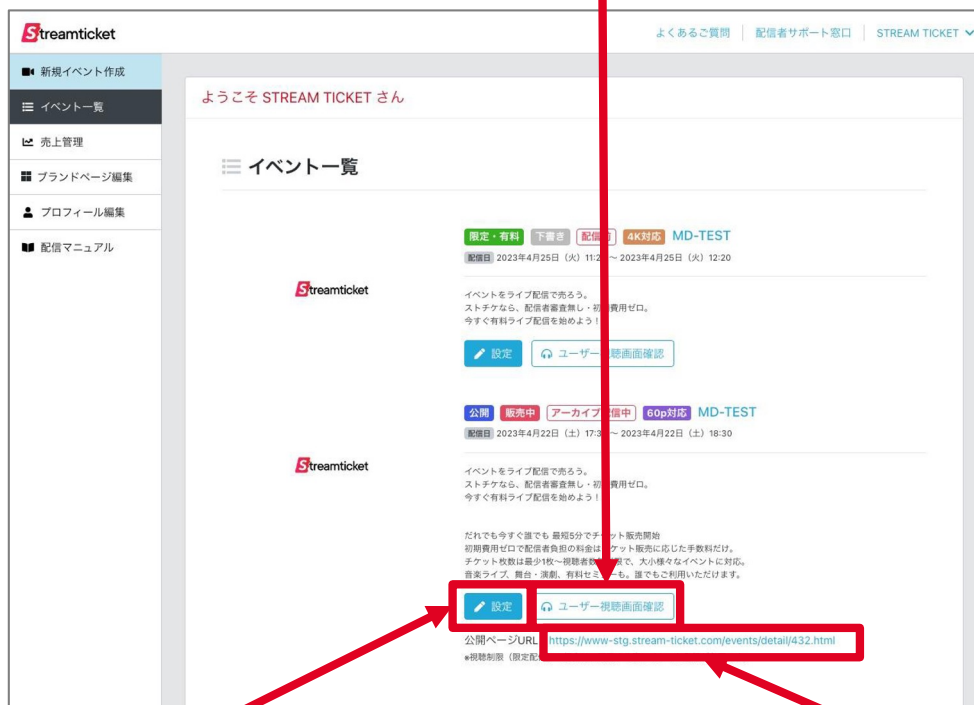 Streamticket
よくあるご質問 配信者サポート窓口 STREAM TICKET
新規イベント作成
イベント一覧
売上管理
ブランドページ編集
プロフィール編集
配信マニュアル
ようこそ STREAM TICKET さん
イベント一覧
限定・有料 下書き 配信前 4K対応 MD-TEST
配信日 2023年4月25日（火）11:2 ～ 2023年4月25日（火）12:20
Streamticket
イベントをライブ配信で売ろう。
ストチケなら、配信者審査無し・初期費用ゼロ。
今すぐ有料ライブ配信を始めよう！
設定 ユーザー視聴画面確認
公開 販売中 アーカイブ配信中 60p対応 MD-TEST
配信日 2023年4月22日（土）17:3 ～ 2023年4月22日（土）18:30
Streamticket
イベントをライブ配信で売ろう。
ストチケなら、配信者審査無し・初期費用ゼロ。
今すぐ有料ライブ配信を始めよう！
だれでも今すぐ誰でも 最短5分でチケット販売開始
初期費用ゼロで配信者負担の料金はチケット販売に応じた手数料だけ。
チケット枚数は最少1枚～視聴者数無制限で、大小様々なイベントに対応。
音楽ライブ、舞台・演劇、有料セミナーも。誰でもご利用いただけます。
設定 ユーザー視聴画面確認
公開ページURL https://www-stg.stream-ticket.com/events/detail/432.html
※視聴制限（限定配